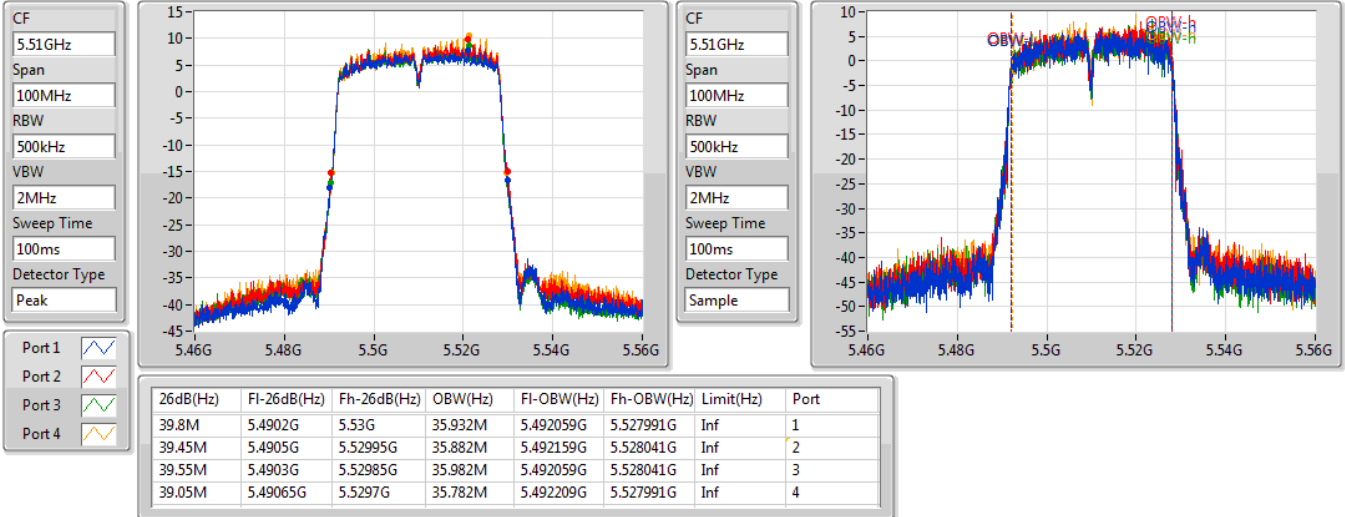 CF
5.51GHz
Span
100MHz
RBW
500kHz
VBW
2MHz
Sweep Time
100ms
Detector Type
Peak
15
10
5
0
-5
-10
-15
-20
-25
-30
-35
-40
-45
5.46G 5.48G 5.5G 5.52G 5.54G 5.56G
CF
5.51GHz
Span
100MHz
RBW
500kHz
VBW
2MHz
Sweep Time
100ms
Detector Type
Sample
10
5
0
-5
-10
-15
-20
-25
-30
-35
-40
-45
-50
-55
OBW-h
OBW-h
OBW-h
5.46G 5.48G 5.5G 5.52G 5.54G 5.56G
Port 1
Port 2
Port 3
Port 4
26dB(Hz) Fl-26dB(Hz) Fh-26dB(Hz) OBW(Hz) Fl-OBW(Hz) Fh-OBW(Hz) Limit(Hz) Port
39.8M 5.4902G 5.53G 35.932M 5.492059G 5.527991G Inf 1
39.45M 5.4905G 5.52995G 35.882M 5.492159G 5.528041G Inf 2
39.55M 5.4903G 5.52985G 35.982M 5.492059G 5.528041G Inf 3
39.05M 5.49065G 5.5297G 35.782M 5.492209G 5.527991G Inf 4